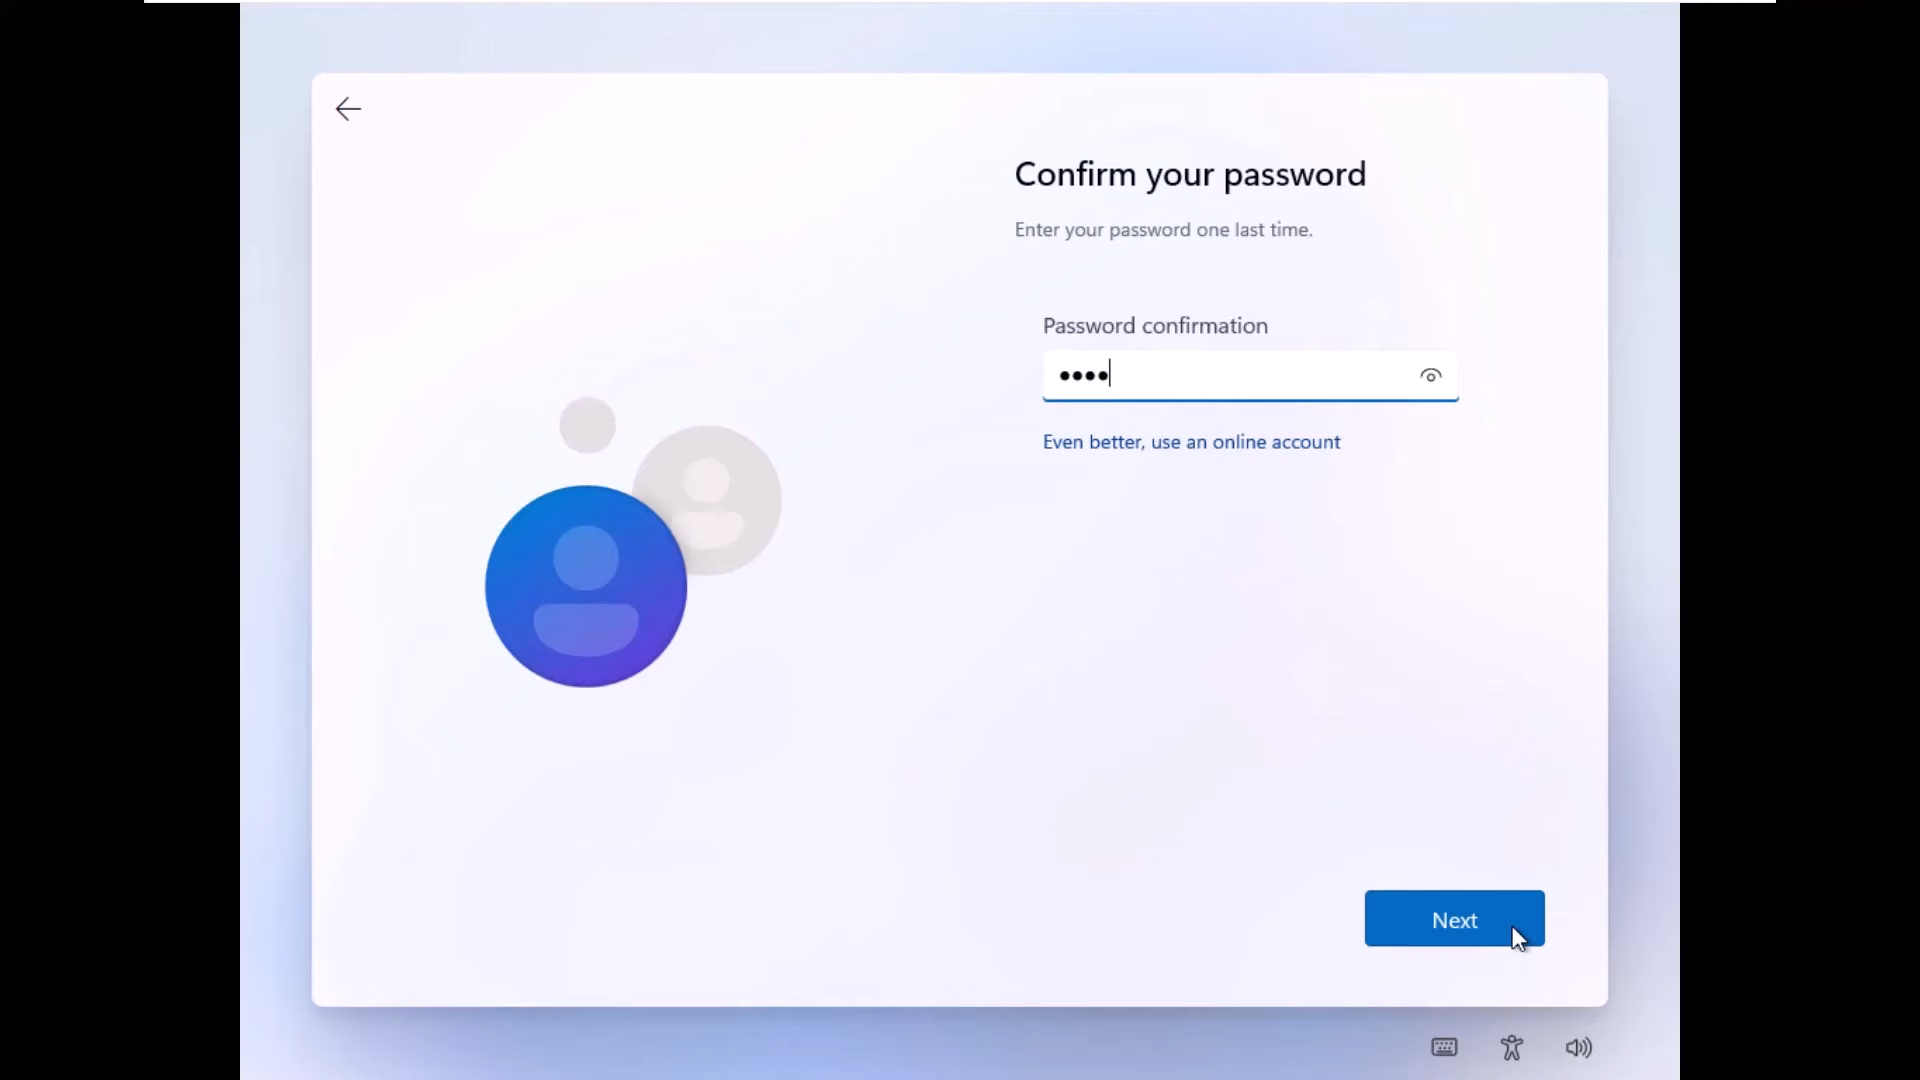 Confirm your password
Enter your password one last time.
Password confirmation
••••
Even better, use an online account
Next